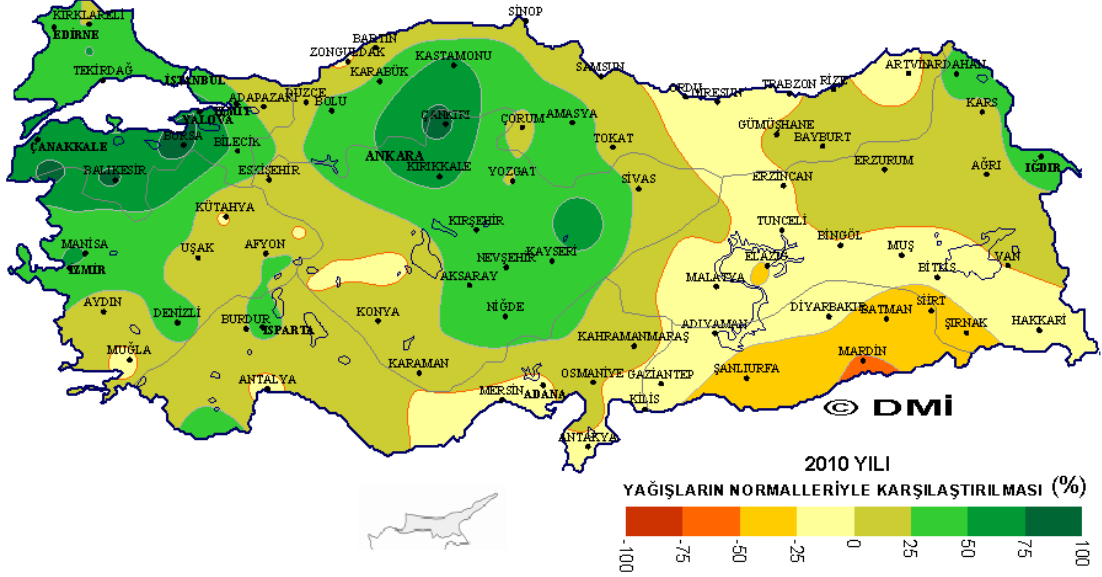 SİNOP
KIRKLARELİ
EDİRNE
BARTIN
ZONGULDAK
KASTAMONU
TEKİRDAĞ
İSTANBUL
KARABÜK
SAMSUN
ARTVİN
ARDAHAN
ORDU
GİRESUN
TRABZON
RİZE
ADAPAZARI
DÜZCE
BOLU
İZMİT
YALOVA
ÇANKIRI
ÇORUM
AMASYA
KARS
ÇANAKKALE
BURSA
BİLECİK
ANKARA
TOKAT
GÜMÜŞHANE
BAYBURT
ERZURUM
AĞRI
IĞDIR
BALIKESİR
ESKİŞEHİR
KIRIKKALE
YOZGAT
SİVAS
ERZİNCAN
KÜTAHYA
KIRŞEHİR
TUNCELİ
MANİSA
UŞAK
AFYON
BİNGÖL
MUŞ
VAN
İZMİR
NEVŞEHİR
KAYSERİ
ELAZIĞ
BİTLİS
AKSARAY
MALATYA
AYDIN
DENİZLİ
BURDUR
ISPARTA
KONYA
NİĞDE
DİYARBAKIR
BATMAN
SİİRT
ŞIRNAK
HAKKARİ
ADIYAMAN
MUĞLA
KARAMAN
KAHRAMANMARAŞ
MARDİN
ANTALYA
MERSİN
ADANA
OSMANİYE
GAZİANTEP
ŞANLIURFA
KİLİS
ANTAKYA
© DMİ
2010 YILI
YAĞIŞLARIN NORMALLERİYLE KARŞILAŞTIRILMASI (%)
-100 -75 -50 -25 0 25 50 75 100